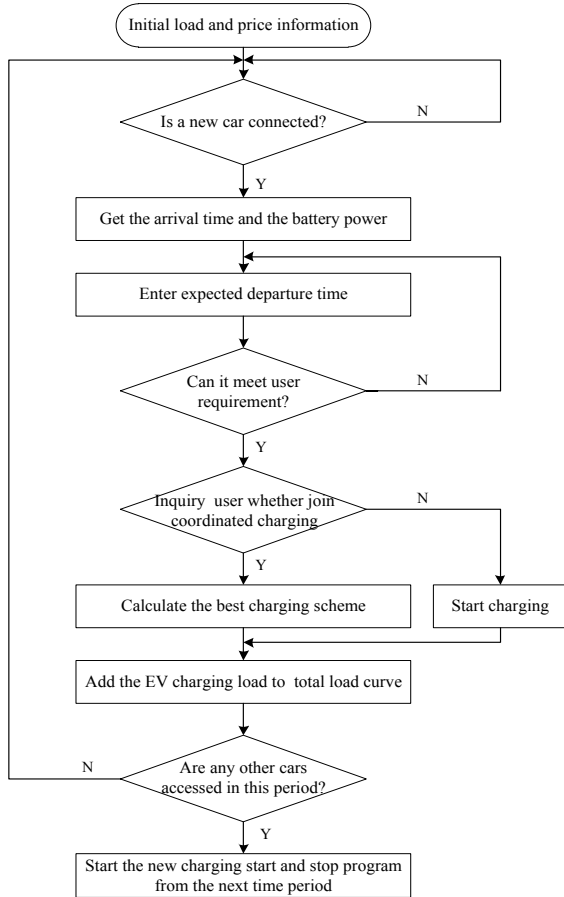 Initial load and price information
Is a new car connected?
N
Y
Get the arrival time and the battery power
Enter expected departure time
Can it meet user
requirement?
N
Y
Inquiry user whether join
coordinated charging
N
Y
Calculate the best charging scheme
Start charging
Add the EV charging load to total load curve
Are any other cars
accessed in this period?
N
Y
Start the new charging start and stop program
from the next time period